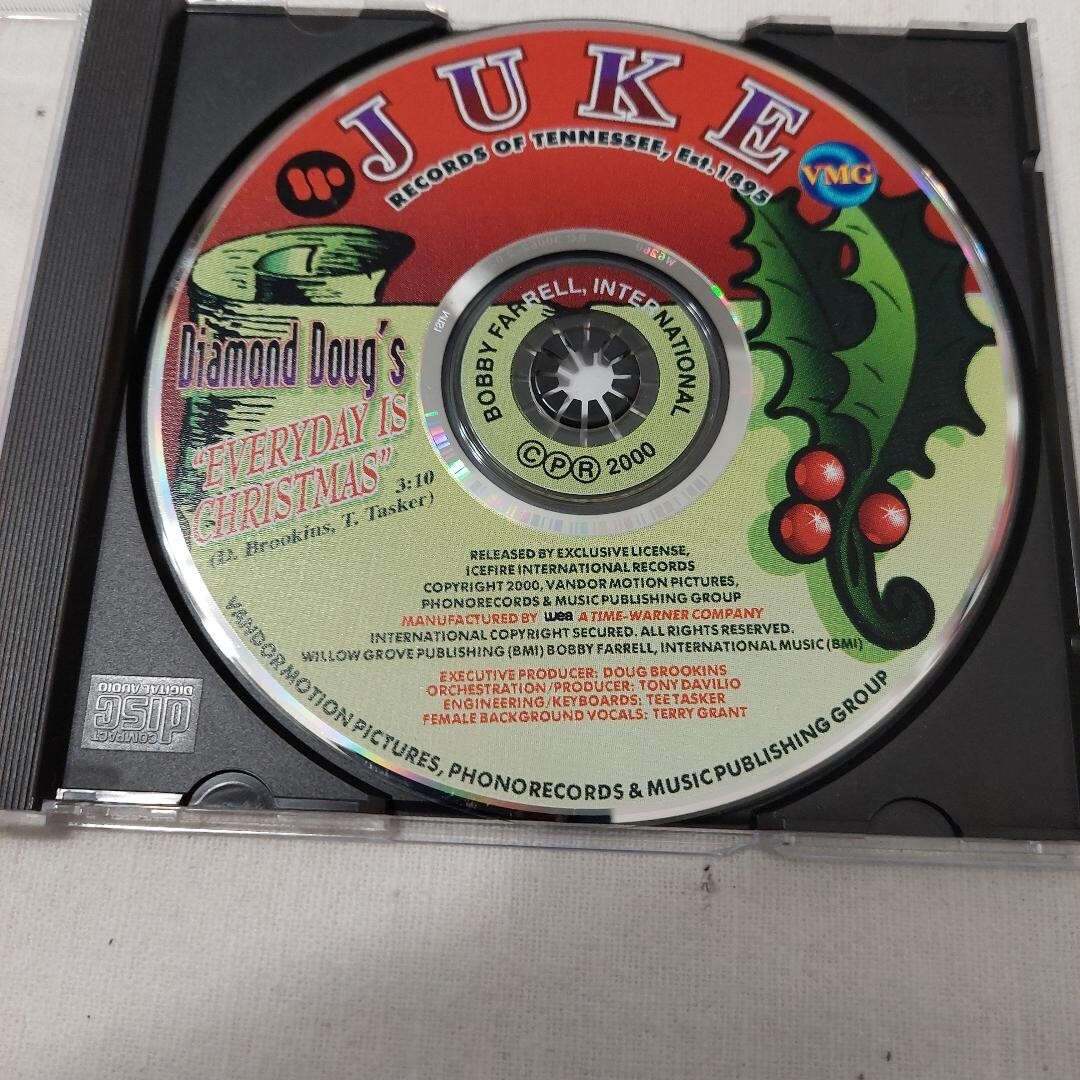 JUKE
RECORDS OF TENNESSEE, Est.1895
VMG
Diamond Doug's
"EVERYDAY IS
CHRISTMAS" 3:10
(D. Brookins, T. Tasker)
BOBBY FARRELL, INTERNATIONAL
ⒸⓅⓇ 2000
RELEASED BY EXCLUSIVE LICENSE,
ICEFIRE INTERNATIONAL RECORDS
COPYRIGHT 2000, VANDOR MOTION PICTURES,
PHONORECORDS & MUSIC PUBLISHING GROUP
MANUFACTURED BY wea A TIME-WARNER COMPANY
INTERNATIONAL COPYRIGHT SECURED. ALL RIGHTS RESERVED.
WILLOW GROVE PUBLISHING (BMI) BOBBY FARRELL, INTERNATIONAL MUSIC (BMI)
EXECUTIVE PRODUCER: DOUG BROOKINS
ORCHESTRATION/PRODUCER: TONY DAVILIO
ENGINEERING/KEYBOARDS: TEE TASKER
FEMALE BACKGROUND VOCALS: TERRY GRANT
VANDOR MOTION PICTURES, PHONORECORDS & MUSIC PUBLISHING GROUP
COMPACT
disc
DIGITAL AUDIO